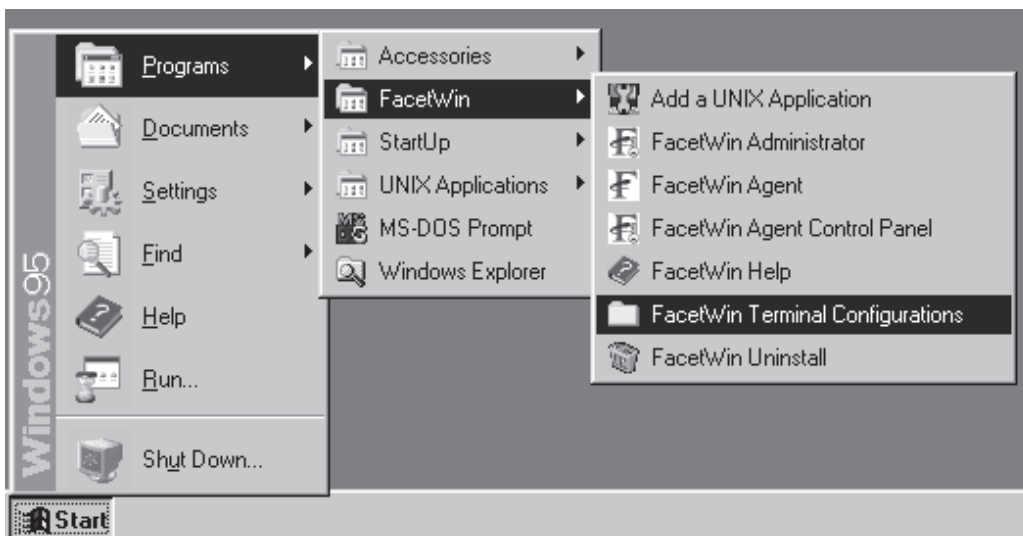 Programs
Documents
Settings
Find
Help
Run...
Shut Down...
Windows95
Start
Accessories
FacetWin
StartUp
UNIX Applications
MS-DOS Prompt
Windows Explorer
Add a UNIX Application
FacetWin Administrator
FacetWin Agent
FacetWin Agent Control Panel
FacetWin Help
FacetWin Terminal Configurations
FacetWin Uninstall